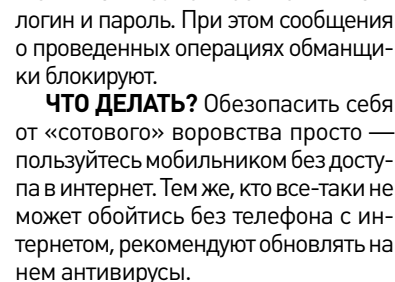 логин и пароль. При этом сообщения
о проведенных операциях обманщи-
ки блокируют.
ЧТО ДЕЛАТЬ? Обезопасить себя
от «сотового» воровства просто —
пользуйтесь мобильником без досту-
па в интернет. Тем же, кто все-таки не
может обойтись без телефона с ин-
тернетом, рекомендуют обновлять на
нем антивирусы.